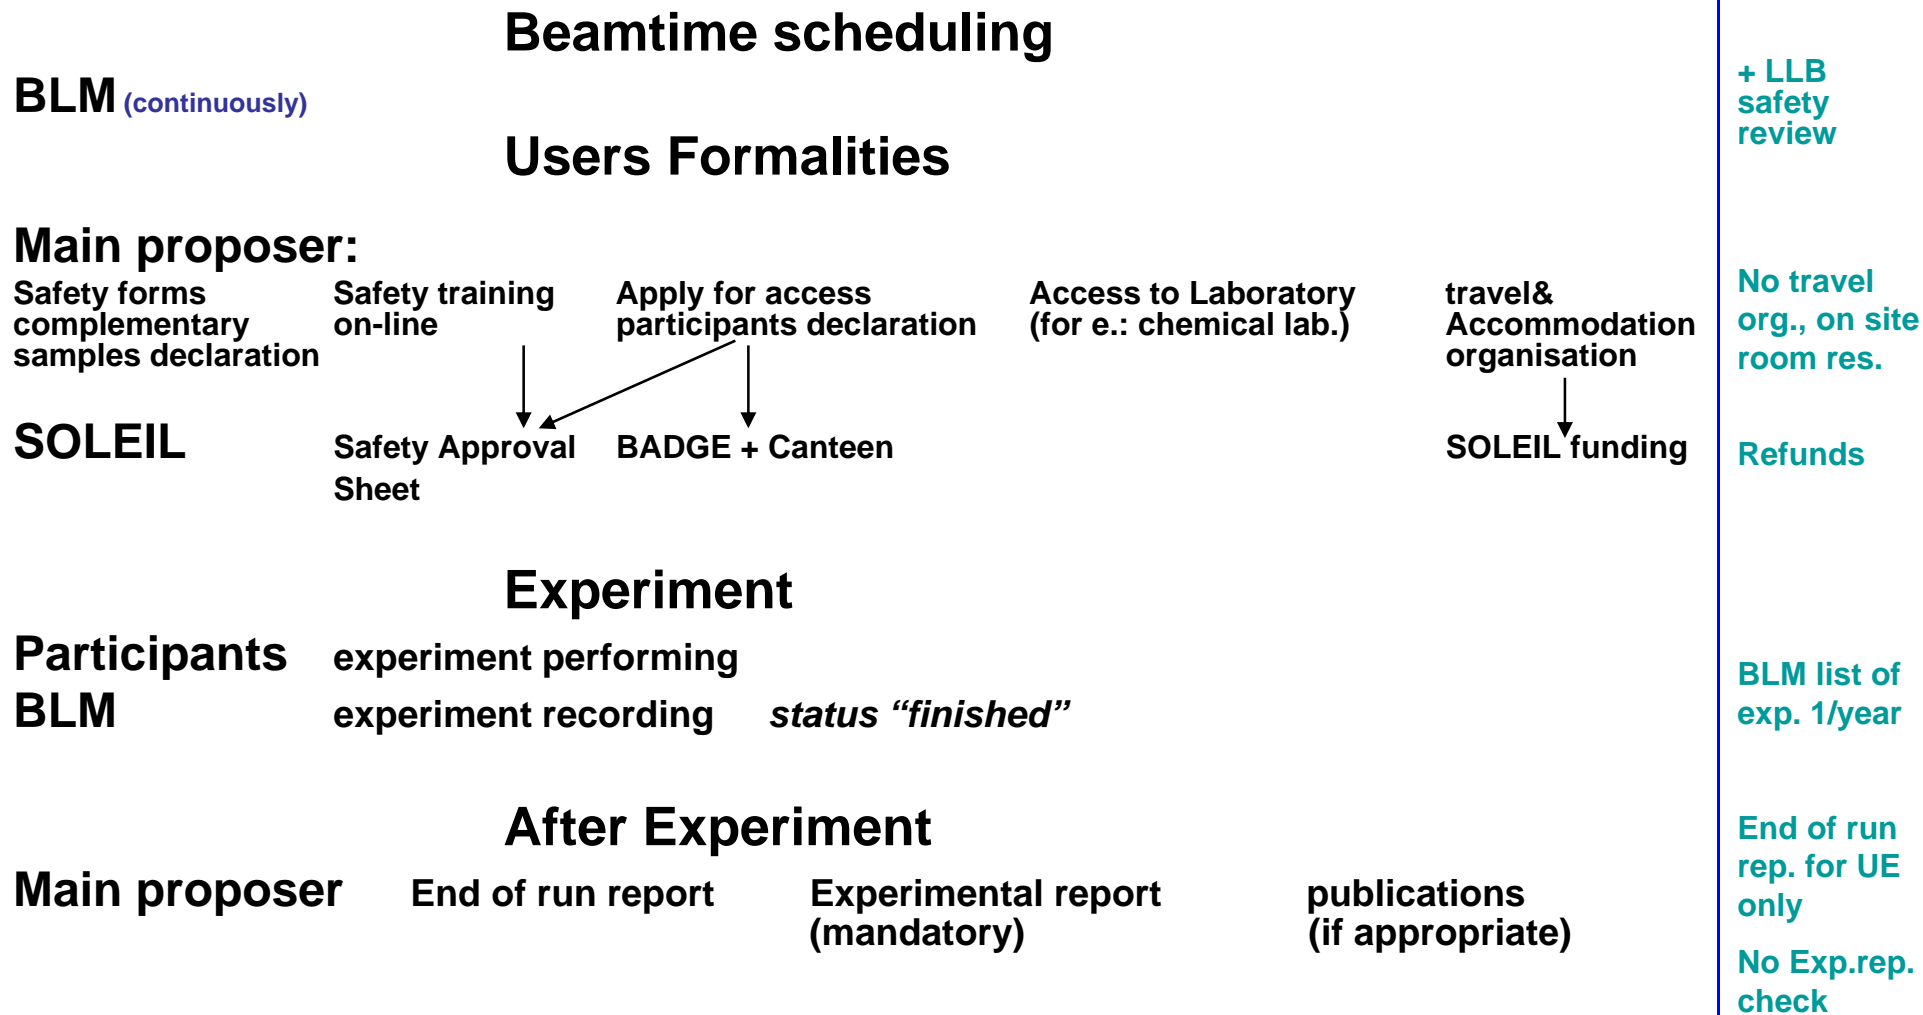 Beamtime scheduling
BLM (continuously)
+ LLB
safety
review
Users Formalities
Main proposer:
Safety forms
complementary
samples declaration
Safety training
on-line
Apply for access
participants declaration
Access to Laboratory
(for e.: chemical lab.)
travel&
Accommodation
organisation
No travel
org., on site
room res.
SOLEIL
Safety Approval
Sheet
BADGE + Canteen
SOLEIL funding
Refunds
Experiment
Participants experiment performing
BLM experiment recording status “finished”
BLM list of
exp. 1/year
After Experiment
Main proposer
End of run report
Experimental report
(mandatory)
publications
(if appropriate)
End of run
rep. for UE
only
No Exp.rep.
check